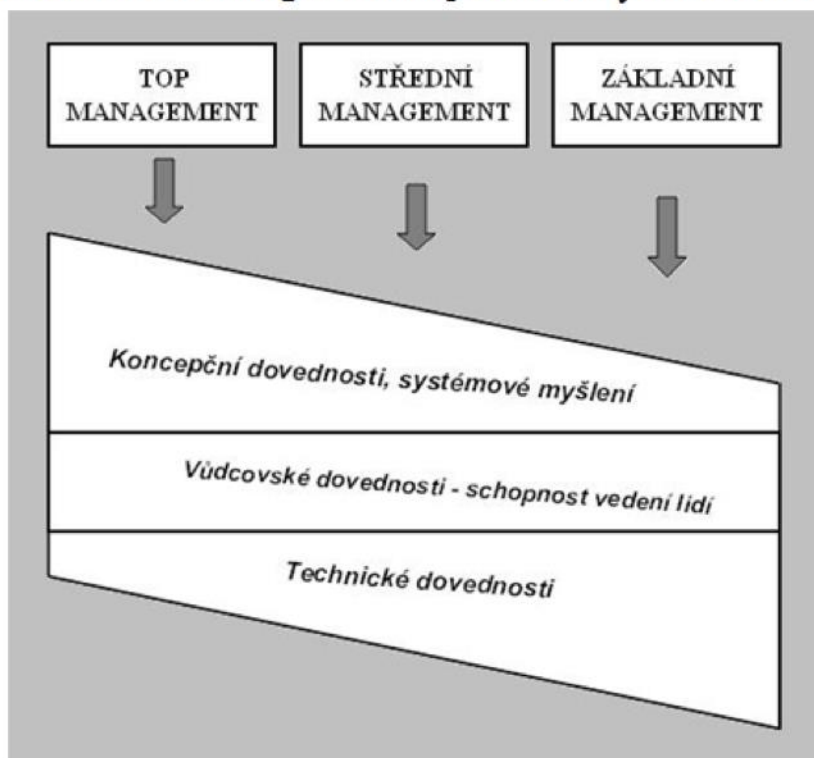 TOP
MANAGEMENT
STŘEDNÍ
MANAGEMENT
ZÁKLADNÍ
MANAGEMENT
Koncepční dovednosti, systémové myšlení
Vůdcovské dovednosti - schopnost vedení lidí
Technické dovednosti